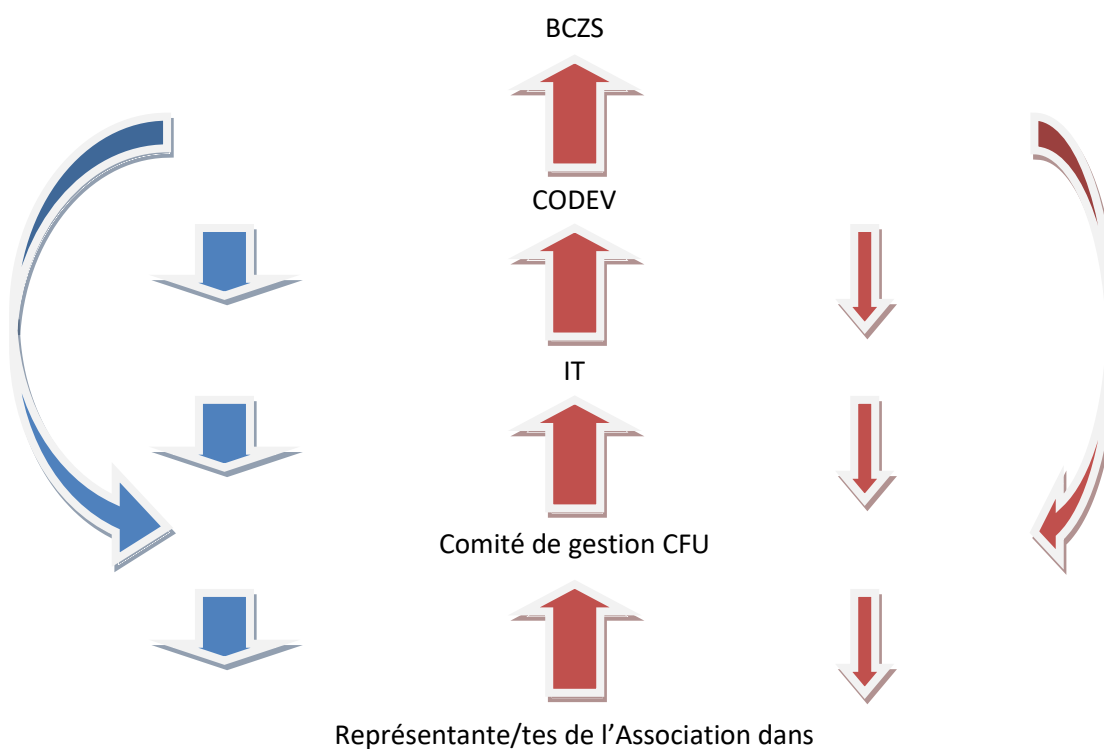 BCZS
CODEV
IT
Comité de gestion CFU
Représentante/tes de l’Association dans